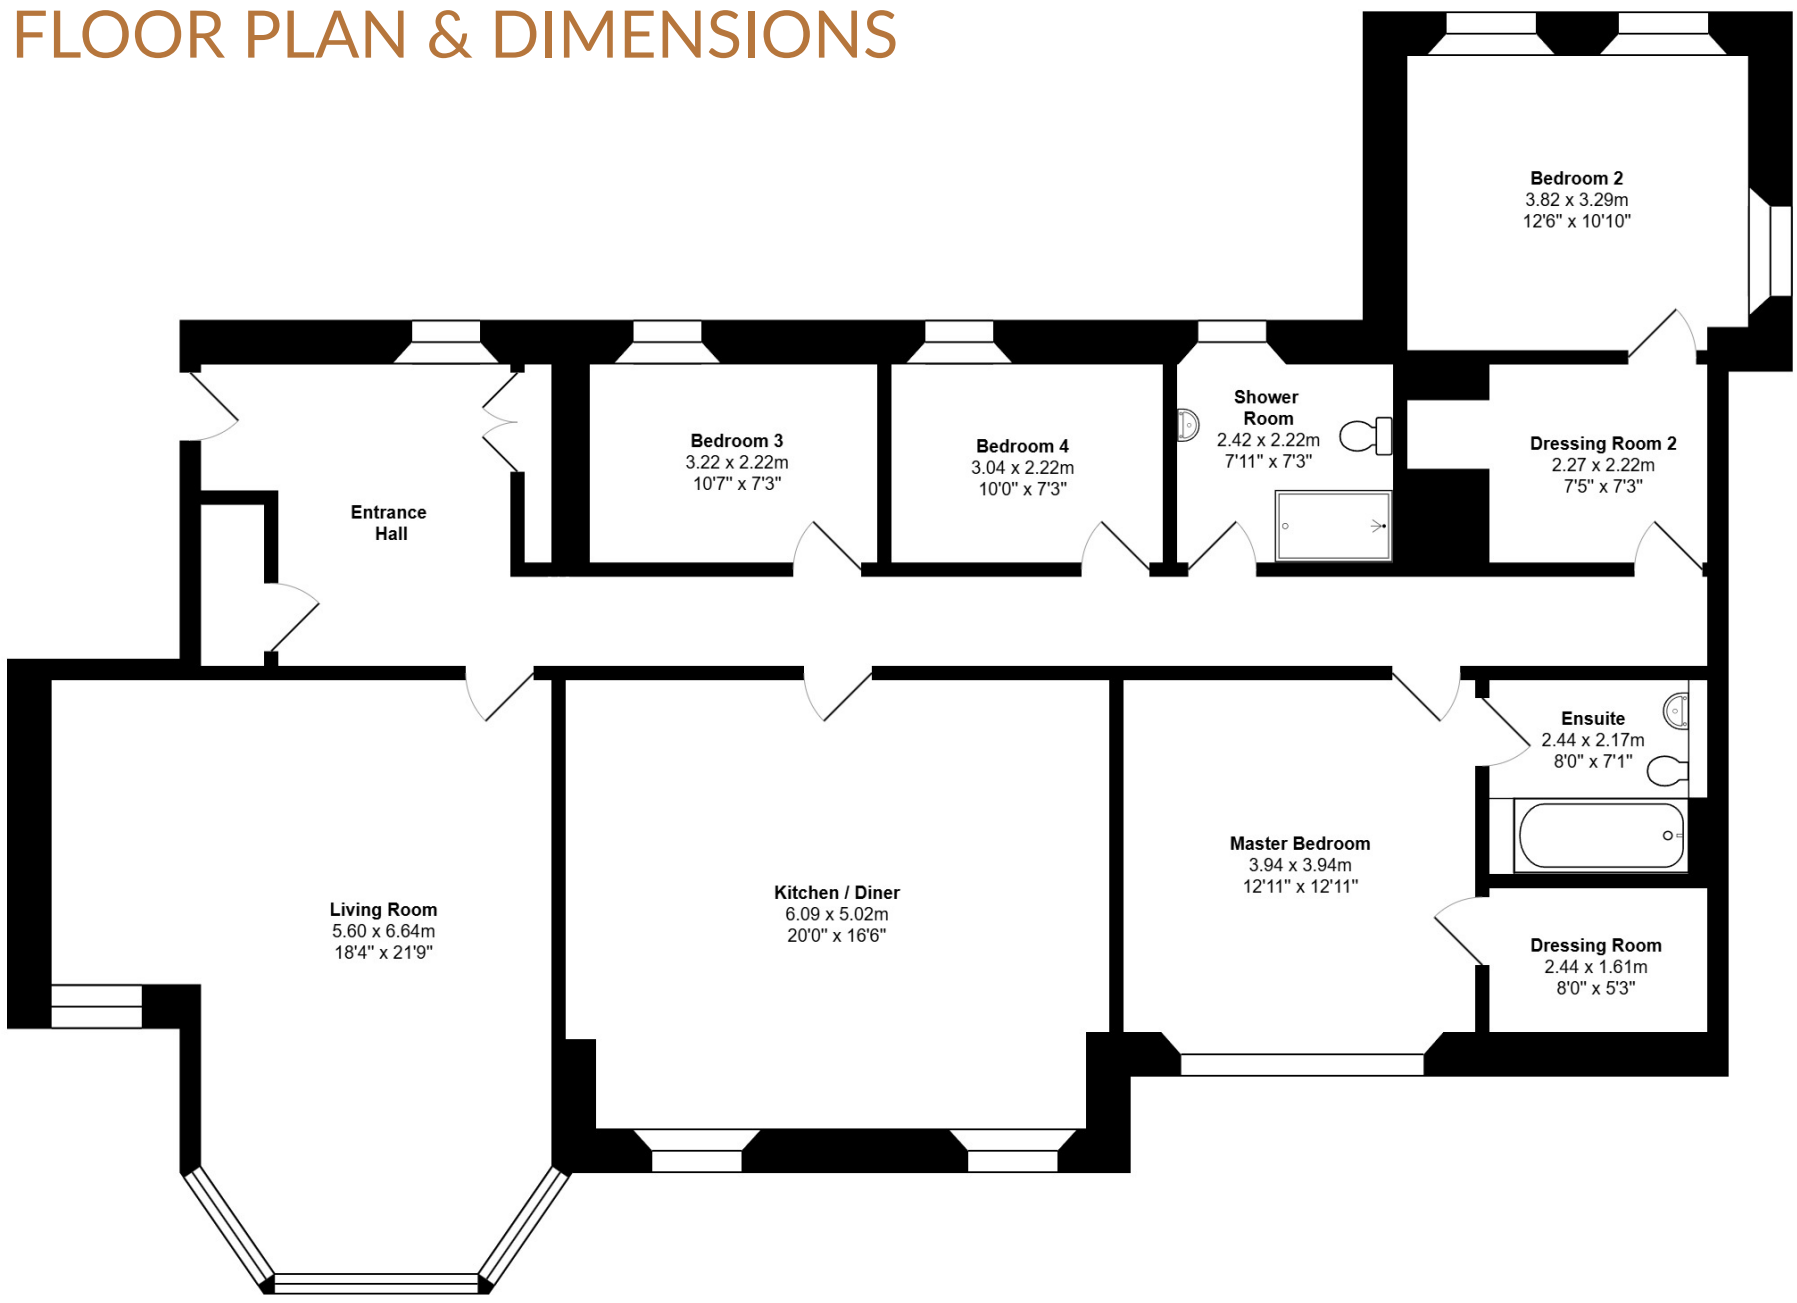 FLOOR PLAN & DIMENSIONS
Bedroom 2
3.82 x 3.29m
12'6" x 10'10"
Bedroom 3
3.22 x 2.22m
10'7" x 7'3"
Bedroom 4
3.04 x 2.22m
10'0" x 7'3"
Shower
Room
2.42 x 2.22m
7'11" x 7'3"
Dressing Room 2
2.27 x 2.22m
7'5" x 7'3"
Entrance
Hall
Living Room
5.60 x 6.64m
18'4" x 21'9"
Kitchen / Diner
6.09 x 5.02m
20'0" x 16'6"
Master Bedroom
3.94 x 3.94m
12'11" x 12'11"
Ensuite
2.44 x 2.17m
8'0" x 7'1"
Dressing Room
2.44 x 1.61m
8'0" x 5'3"